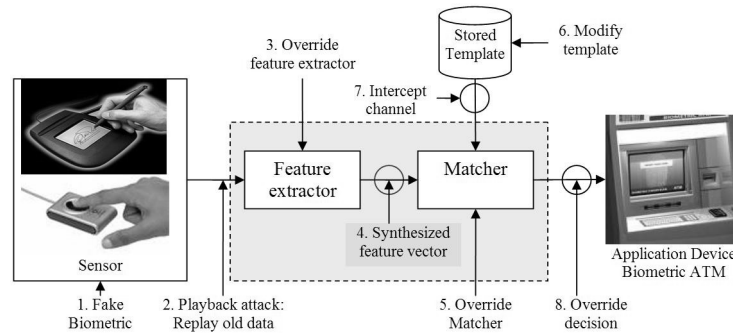 Stored
Template
6. Modify
template
3. Override
feature extractor
7. Intercept
channel
Feature
extractor
Matcher
4. Synthesized
feature vector
Sensor
Application Device
Biometric ATM
1. Fake
Biometric
2. Playback attack:
Replay old data
5. Override
Matcher
8. Override
decision